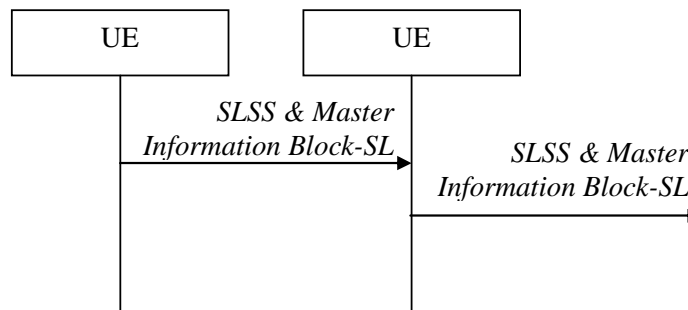 UE
UE
SLSS & Master
Information Block-SL
SLSS & Master
Information Block-SL